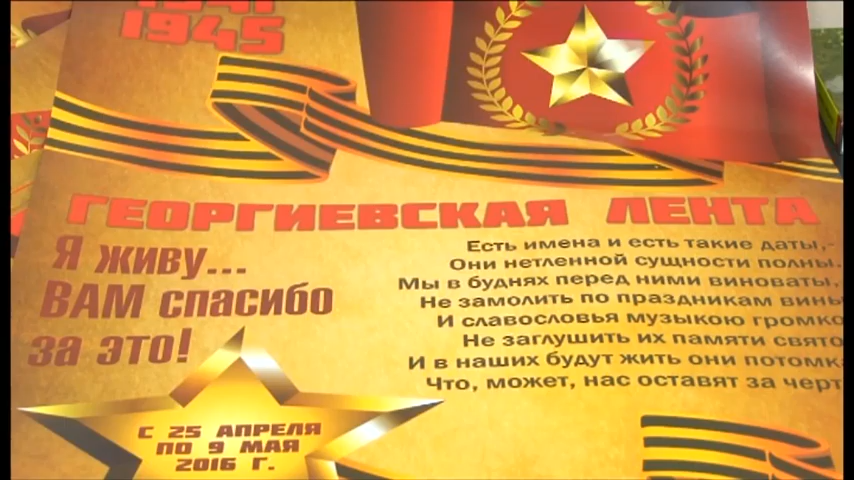 1945
ГЕОРГИЕВСКАЯ ЛЕНТА
Я живу...
ВАМ спасибо
за это!
Есть имена и есть такие даты,-
Они нетленной сущности полны.
Мы в буднях перед ними виноваты,
Не замолить по праздникам вины
И славословья музыкою громко
Не заглушить их памяти свято
И в наших будут жить они потомк
Что, может, нас оставят за черт
С 25 АПРЕЛЯ
ПО 9 МАЯ
2016 Г.